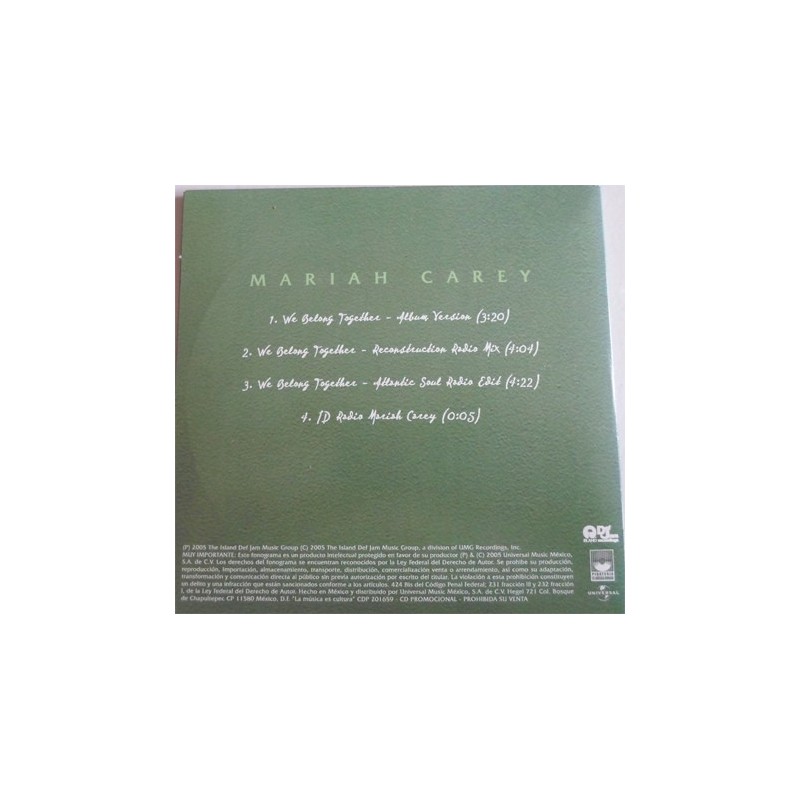 MARIAH CAREY
1. We Belong Together - Album Version (3:20)
2. We Belong Together - Reconstruction Radio Mix (4:04)
3. We Belong Together - Atlantic Soul Radio Edit (4:22)
4. ID Radio Mariah Carey (0:05)
(P) 2005 The Island Def Jam Music Group (C) 2005 The Island Def Jam Music Group, a division of UMG Recordings, Inc.
MUY IMPORTANTE: Este fonograma es un producto intelectual protegido en favor de su productor (P) & (C) 2005 Universal Music México,
S.A. de C.V. Los derechos del fonograma se encuentran reconocidos por la Ley Federal del Derecho de Autor. Se prohíbe su producción,
reproducción, importación, almacenamiento, transporte, distribución, comercialización venta o arrendamiento, adaptación,
transformación y comunicación directa al público sin previa autorización por escrito del titular. La violación a esta prohibición constituyen
un delito y una infracción que están sancionados conforme a los artículos. 424 Bis del Código Penal Federal; 231 fracción III y 232 fracción
I, de la Ley Federal del Derecho de Autor. Hecho en México y distribuido por Universal Music México, S.A. de C.V. Hegel 721 Col. Bosque
de Chapultepec CP 11580 México, D.F. "La música es cultura" CDP 201659 - CD PROMOCIONAL - PROHIBIDA SU VENTA
UNIVERSAL